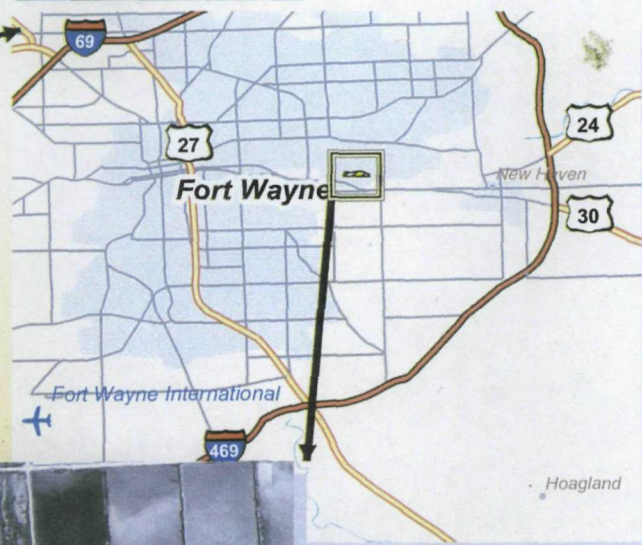 69
24
27
New Haven
Fort Wayne
30
Fort Wayne International
469
Hoagland